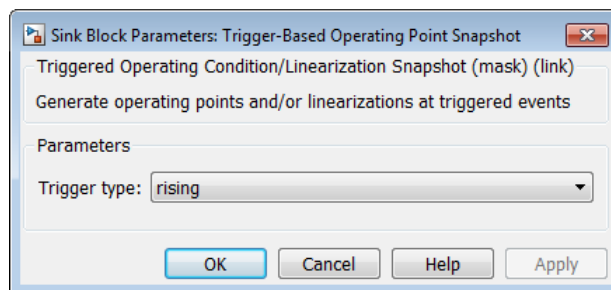 Sink Block Parameters: Trigger-Based Operating Point Snapshot
Triggered Operating Condition/Linearization Snapshot (mask) (link)
Generate operating points and/or linearizations at triggered events
Parameters
Trigger type: rising
OK Cancel Help Apply